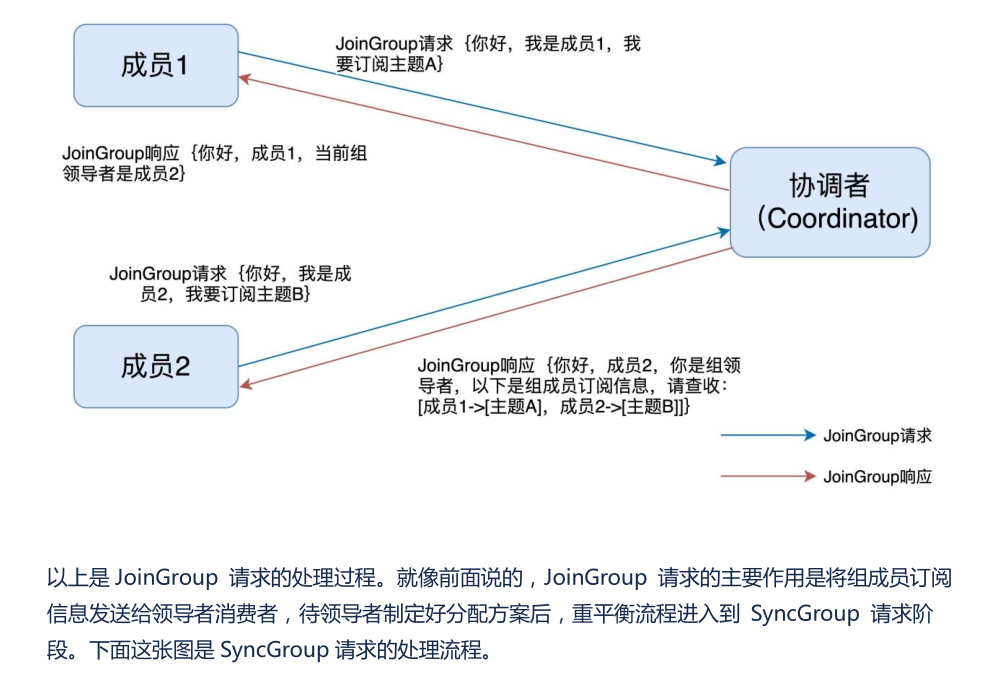 成员1
JoinGroup请求｛你好，我是成员1，我
要订阅主题A｝
JoinGroup响应｛你好，成员1，当前组
领导者是成员2｝
协调者
（Coordinator)
JoinGroup请求｛你好，我是成
员2，我要订阅主题B｝
成员2
JoinGroup响应｛你好，成员2，你是组领
导者，以下是组成员订阅信息，请查收：
[成员1->[主题A]，成员2->[主题B]]｝
JoinGroup请求
JoinGroup响应
以上是 JoinGroup 请求的处理过程。就像前面说的，JoinGroup 请求的主要作用是将组成员订阅
信息发送给领导者消费者，待领导者制定好分配方案后，重平衡流程进入到 SyncGroup 请求阶
段。下面这张图是 SyncGroup 请求的处理流程。